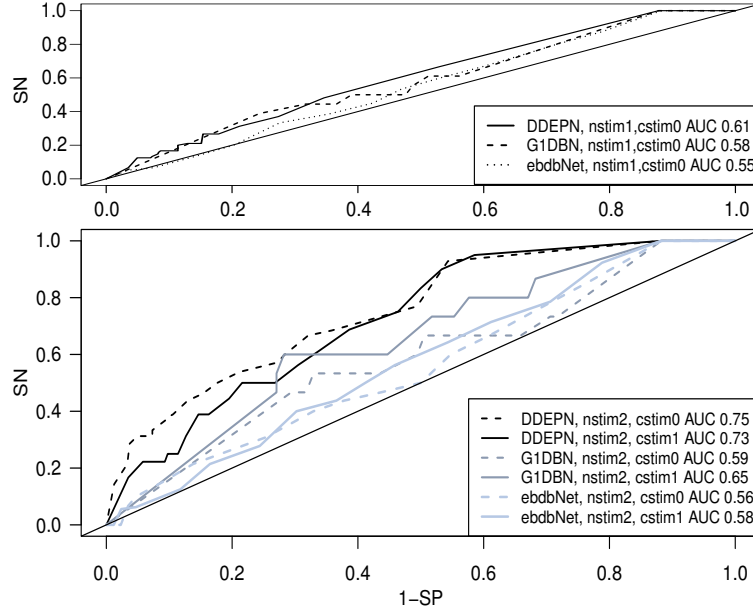 1.0
0.8
0.6
0.4
0.2
0.0
SN
DDEPN, nstim1,cstim0 AUC 0.61
G1DBN, nstim1,cstim0 AUC 0.58
ebdbNet, nstim1,cstim0 AUC 0.55
0.0 0.2 0.4 0.6 0.8 1.0
1.0
0.8
0.6
0.4
0.2
0.0
SN
DDEPN, nstim2, cstim0 AUC 0.75
DDEPN, nstim2, cstim1 AUC 0.73
G1DBN, nstim2, cstim0 AUC 0.59
G1DBN, nstim2, cstim1 AUC 0.65
ebdbNet, nstim2, cstim0 AUC 0.56
ebdbNet, nstim2, cstim1 AUC 0.58
0.0 0.2 0.4 0.6 0.8 1.0
1−SP